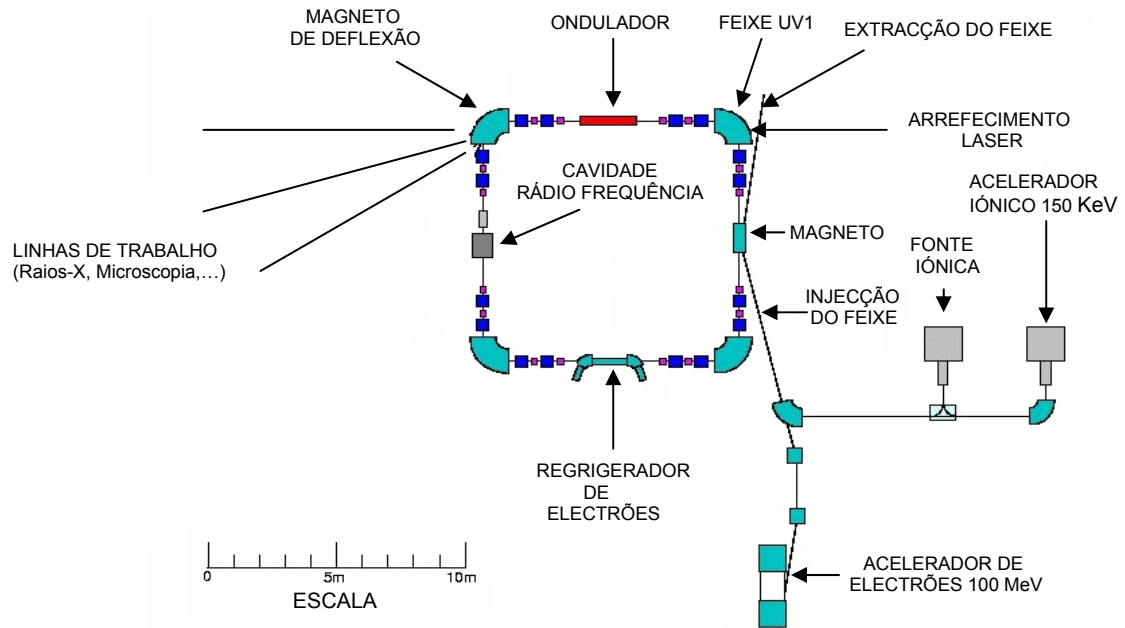 MAGNETO
DE DEFLEXÃO
ONDULADOR
FEIXE UV1
EXTRACÇÃO DO FEIXE
ARREFECIMENTO
LASER
CAVIDADE
RÁDIO FREQUÊNCIA
ACELERADOR
IÓNICO 150 KeV
LINHAS DE TRABALHO
(Raios-X, Microscopia,…)
MAGNETO
FONTE
IÓNICA
INJECÇÃO
DO FEIXE
REGRIGERADOR
DE
ELECTRÕES
0 5m 10m
ESCALA
ACELERADOR DE
ELECTRÕES 100 MeV